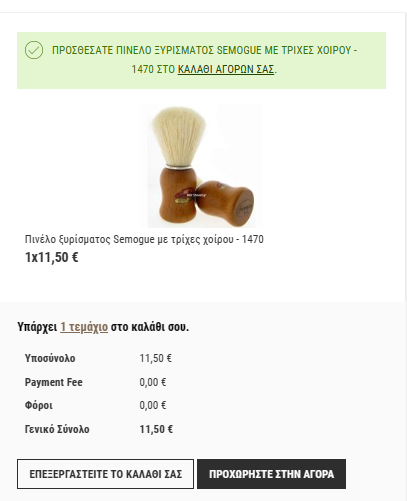 ΠΡΟΣΘΕΣΑΤΕ ΠΙΝΕΛΟ ΞΥΡΙΣΜΑΤΟΣ SEMOGUE ΜΕ ΤΡΙΧΕΣ ΧΟΙΡΟΥ -
1470 ΣΤΟ ΚΑΛΑΘΙ ΑΓΟΡΩΝ ΣΑΣ.
Πινέλο ξυρίσματος Semogue με τρίχες χοίρου - 1470
1x11,50 €
Υπάρχει 1 τεμάχιο στο καλάθι σου.
Υποσύνολο 11,50 €
Payment Fee 0,00 €
Φόροι 0,00 €
Γενικό Σύνολο 11,50 €
ΕΠΕΞΕΡΓΑΣΤΕΙΤΕ ΤΟ ΚΑΛΑΘΙ ΣΑΣ ΠΡΟΧΩΡΗΣΤΕ ΣΤΗΝ ΑΓΟΡΑ